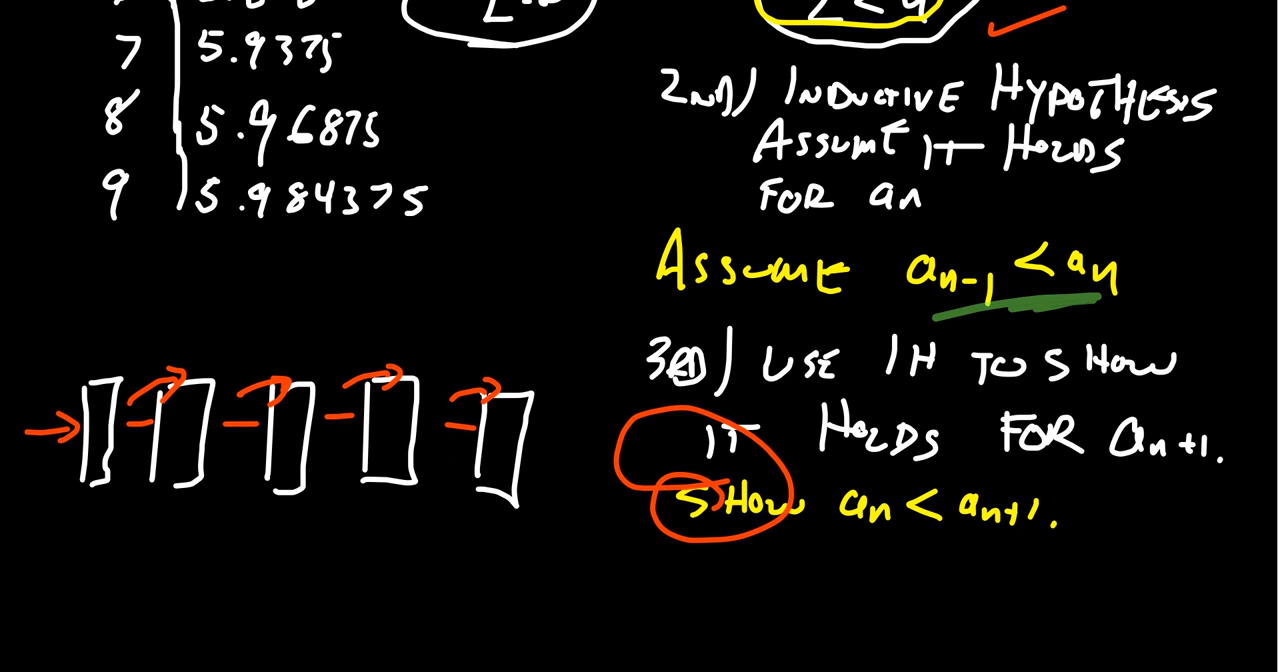 7 5.9375
8 5.96875
9 5.984375
2 < a
2ND) INDUCTIVE HYPOTHESIS
ASSUME IT HOLDS
FOR an
ASSUME an-1 < an
3RD) USE IH TO SHOW
IT HOLDS FOR an+1.
SHOW an < an+1.